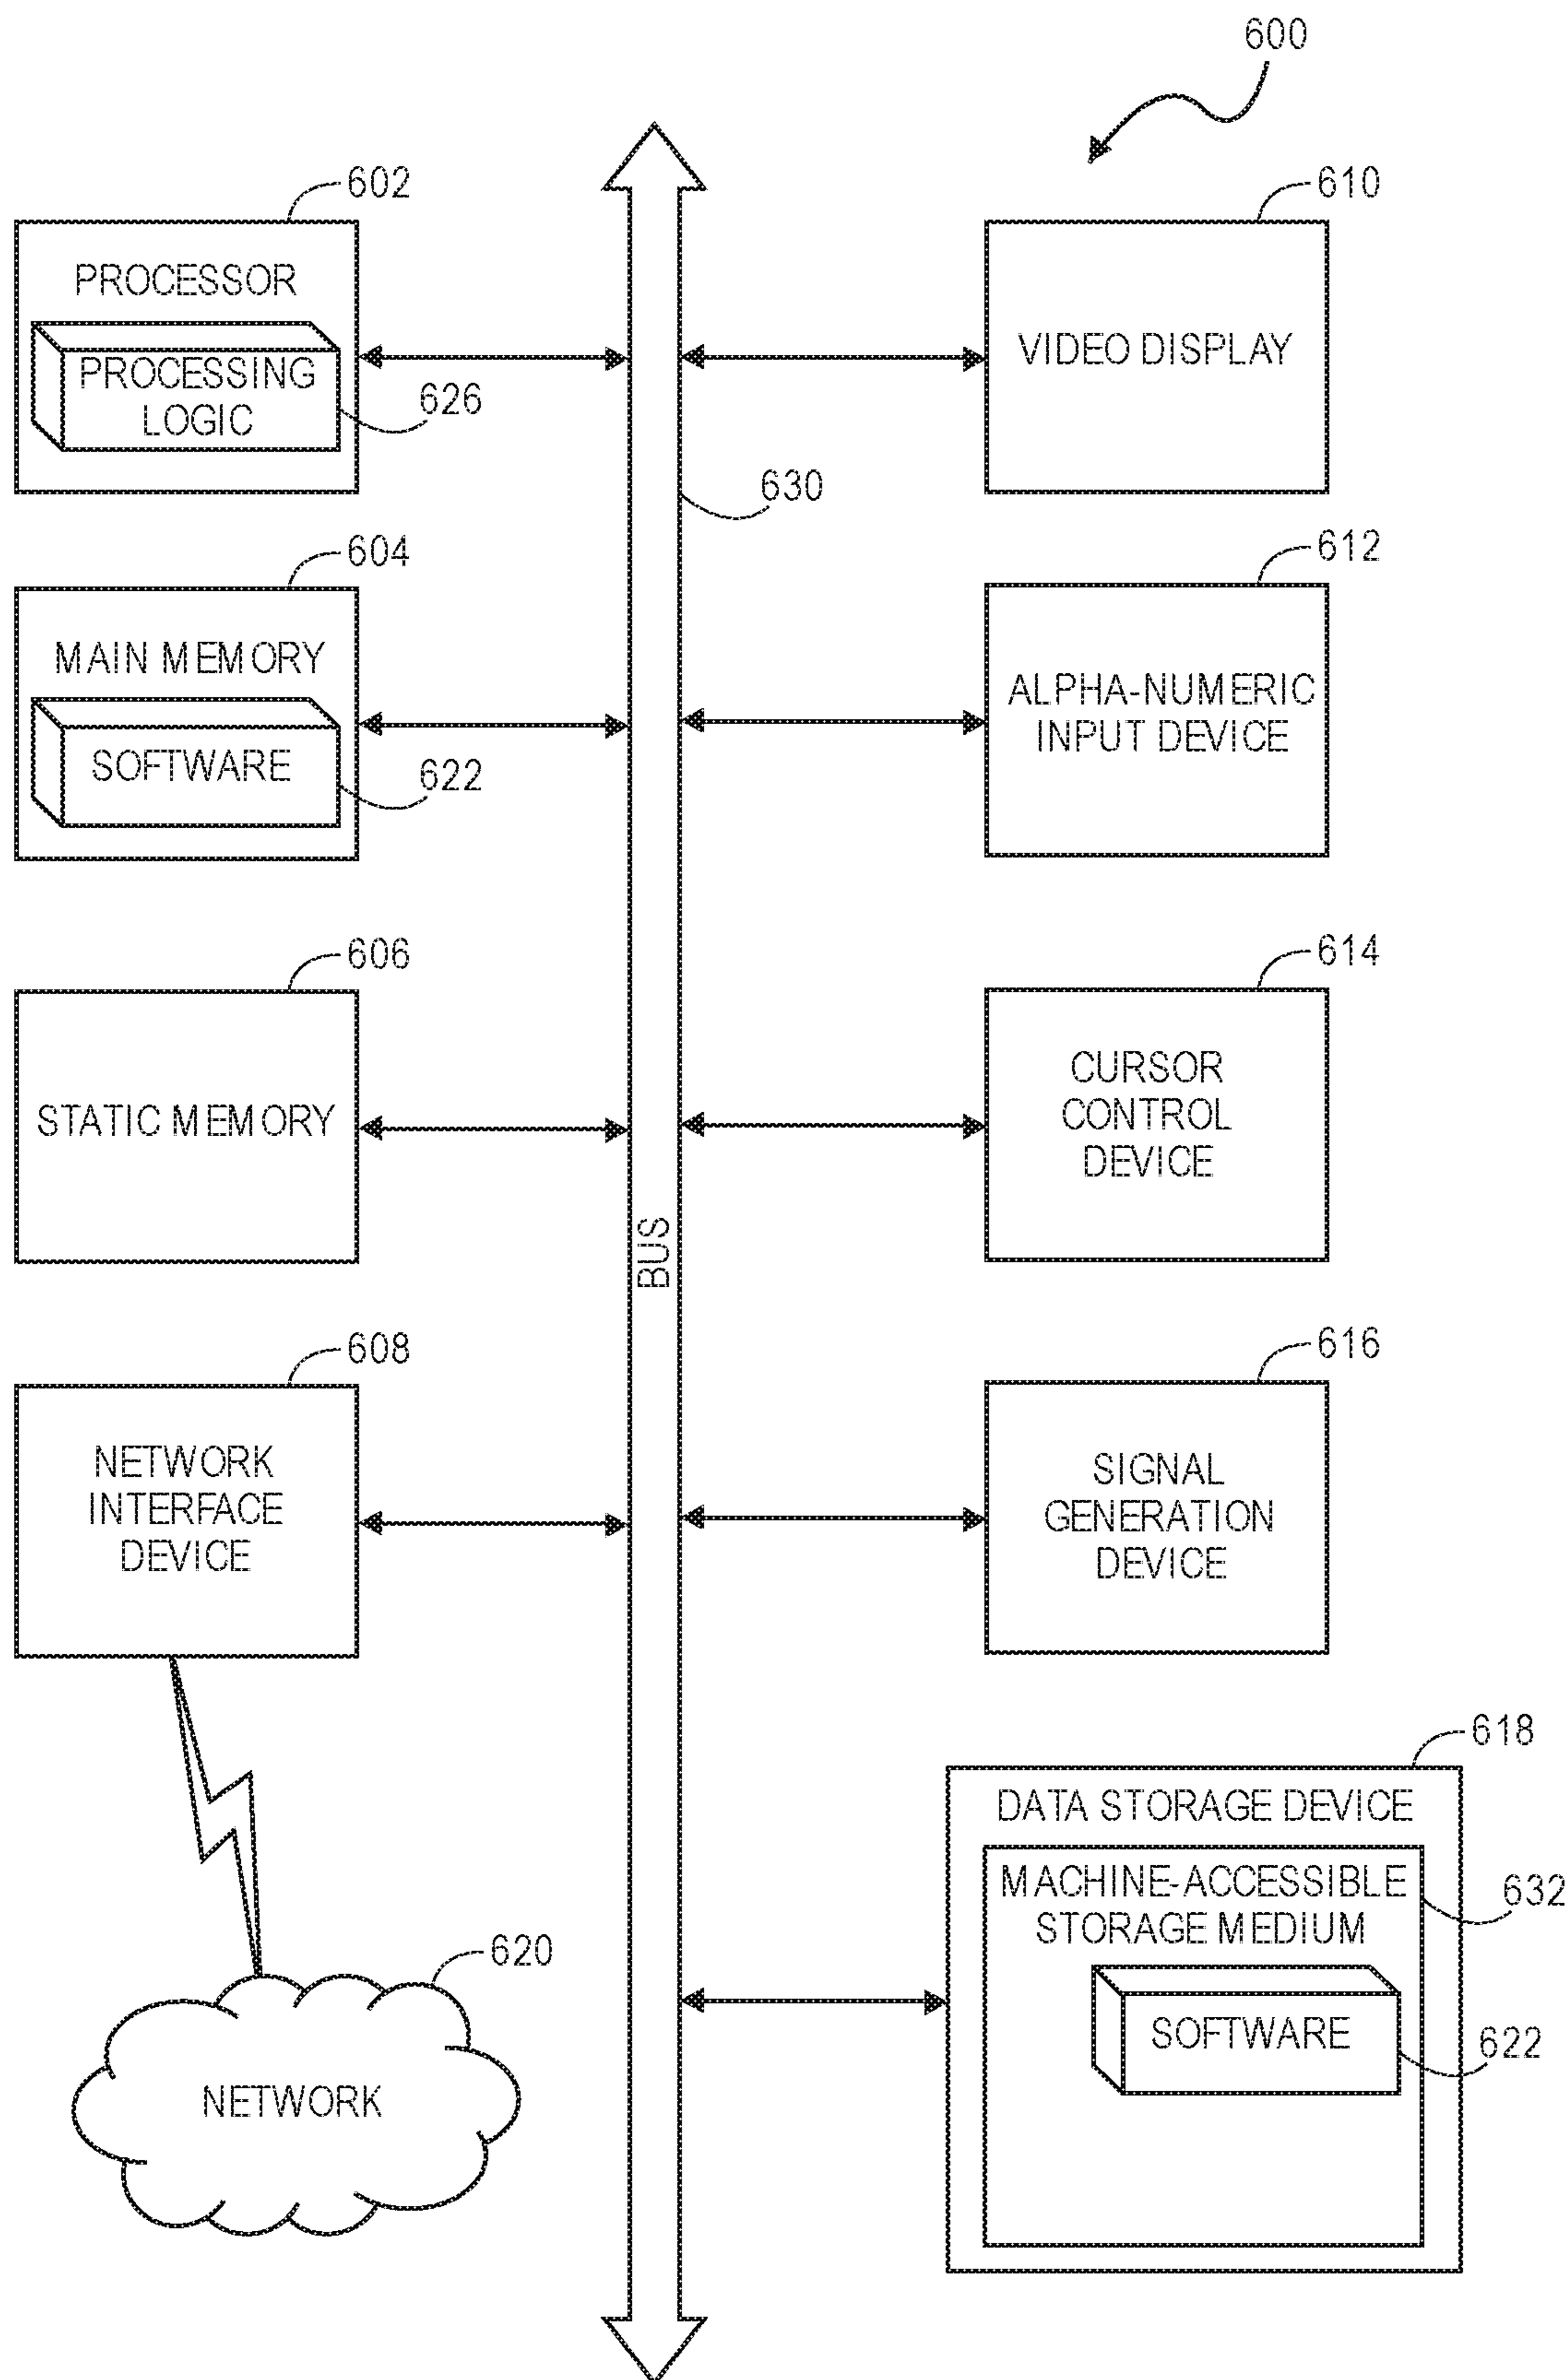 600
602
PROCESSOR
PROCESSING
LOGIC
626
610
VIDEO DISPLAY
630
604
MAIN MEMORY
SOFTWARE
622
612
ALPHA-NUMERIC
INPUT DEVICE
606
STATIC MEMORY
614
CURSOR
CONTROL
DEVICE
BUS
608
NETWORK
INTERFACE
DEVICE
616
SIGNAL
GENERATION
DEVICE
618
DATA STORAGE DEVICE
MACHINE-ACCESSIBLE
STORAGE MEDIUM
632
SOFTWARE
622
620
NETWORK